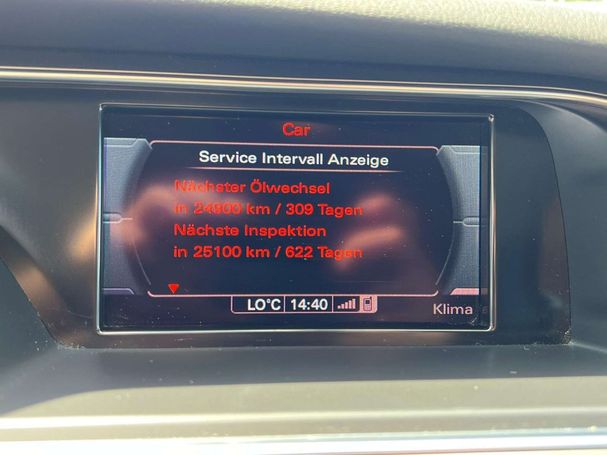 Car
Service Intervall Anzeige
Nächster Ölwechsel
in 24900 km / 309 Tagen
Nächste Inspektion
in 25100 km / 622 Tagen
LO°C 14:40
Klima